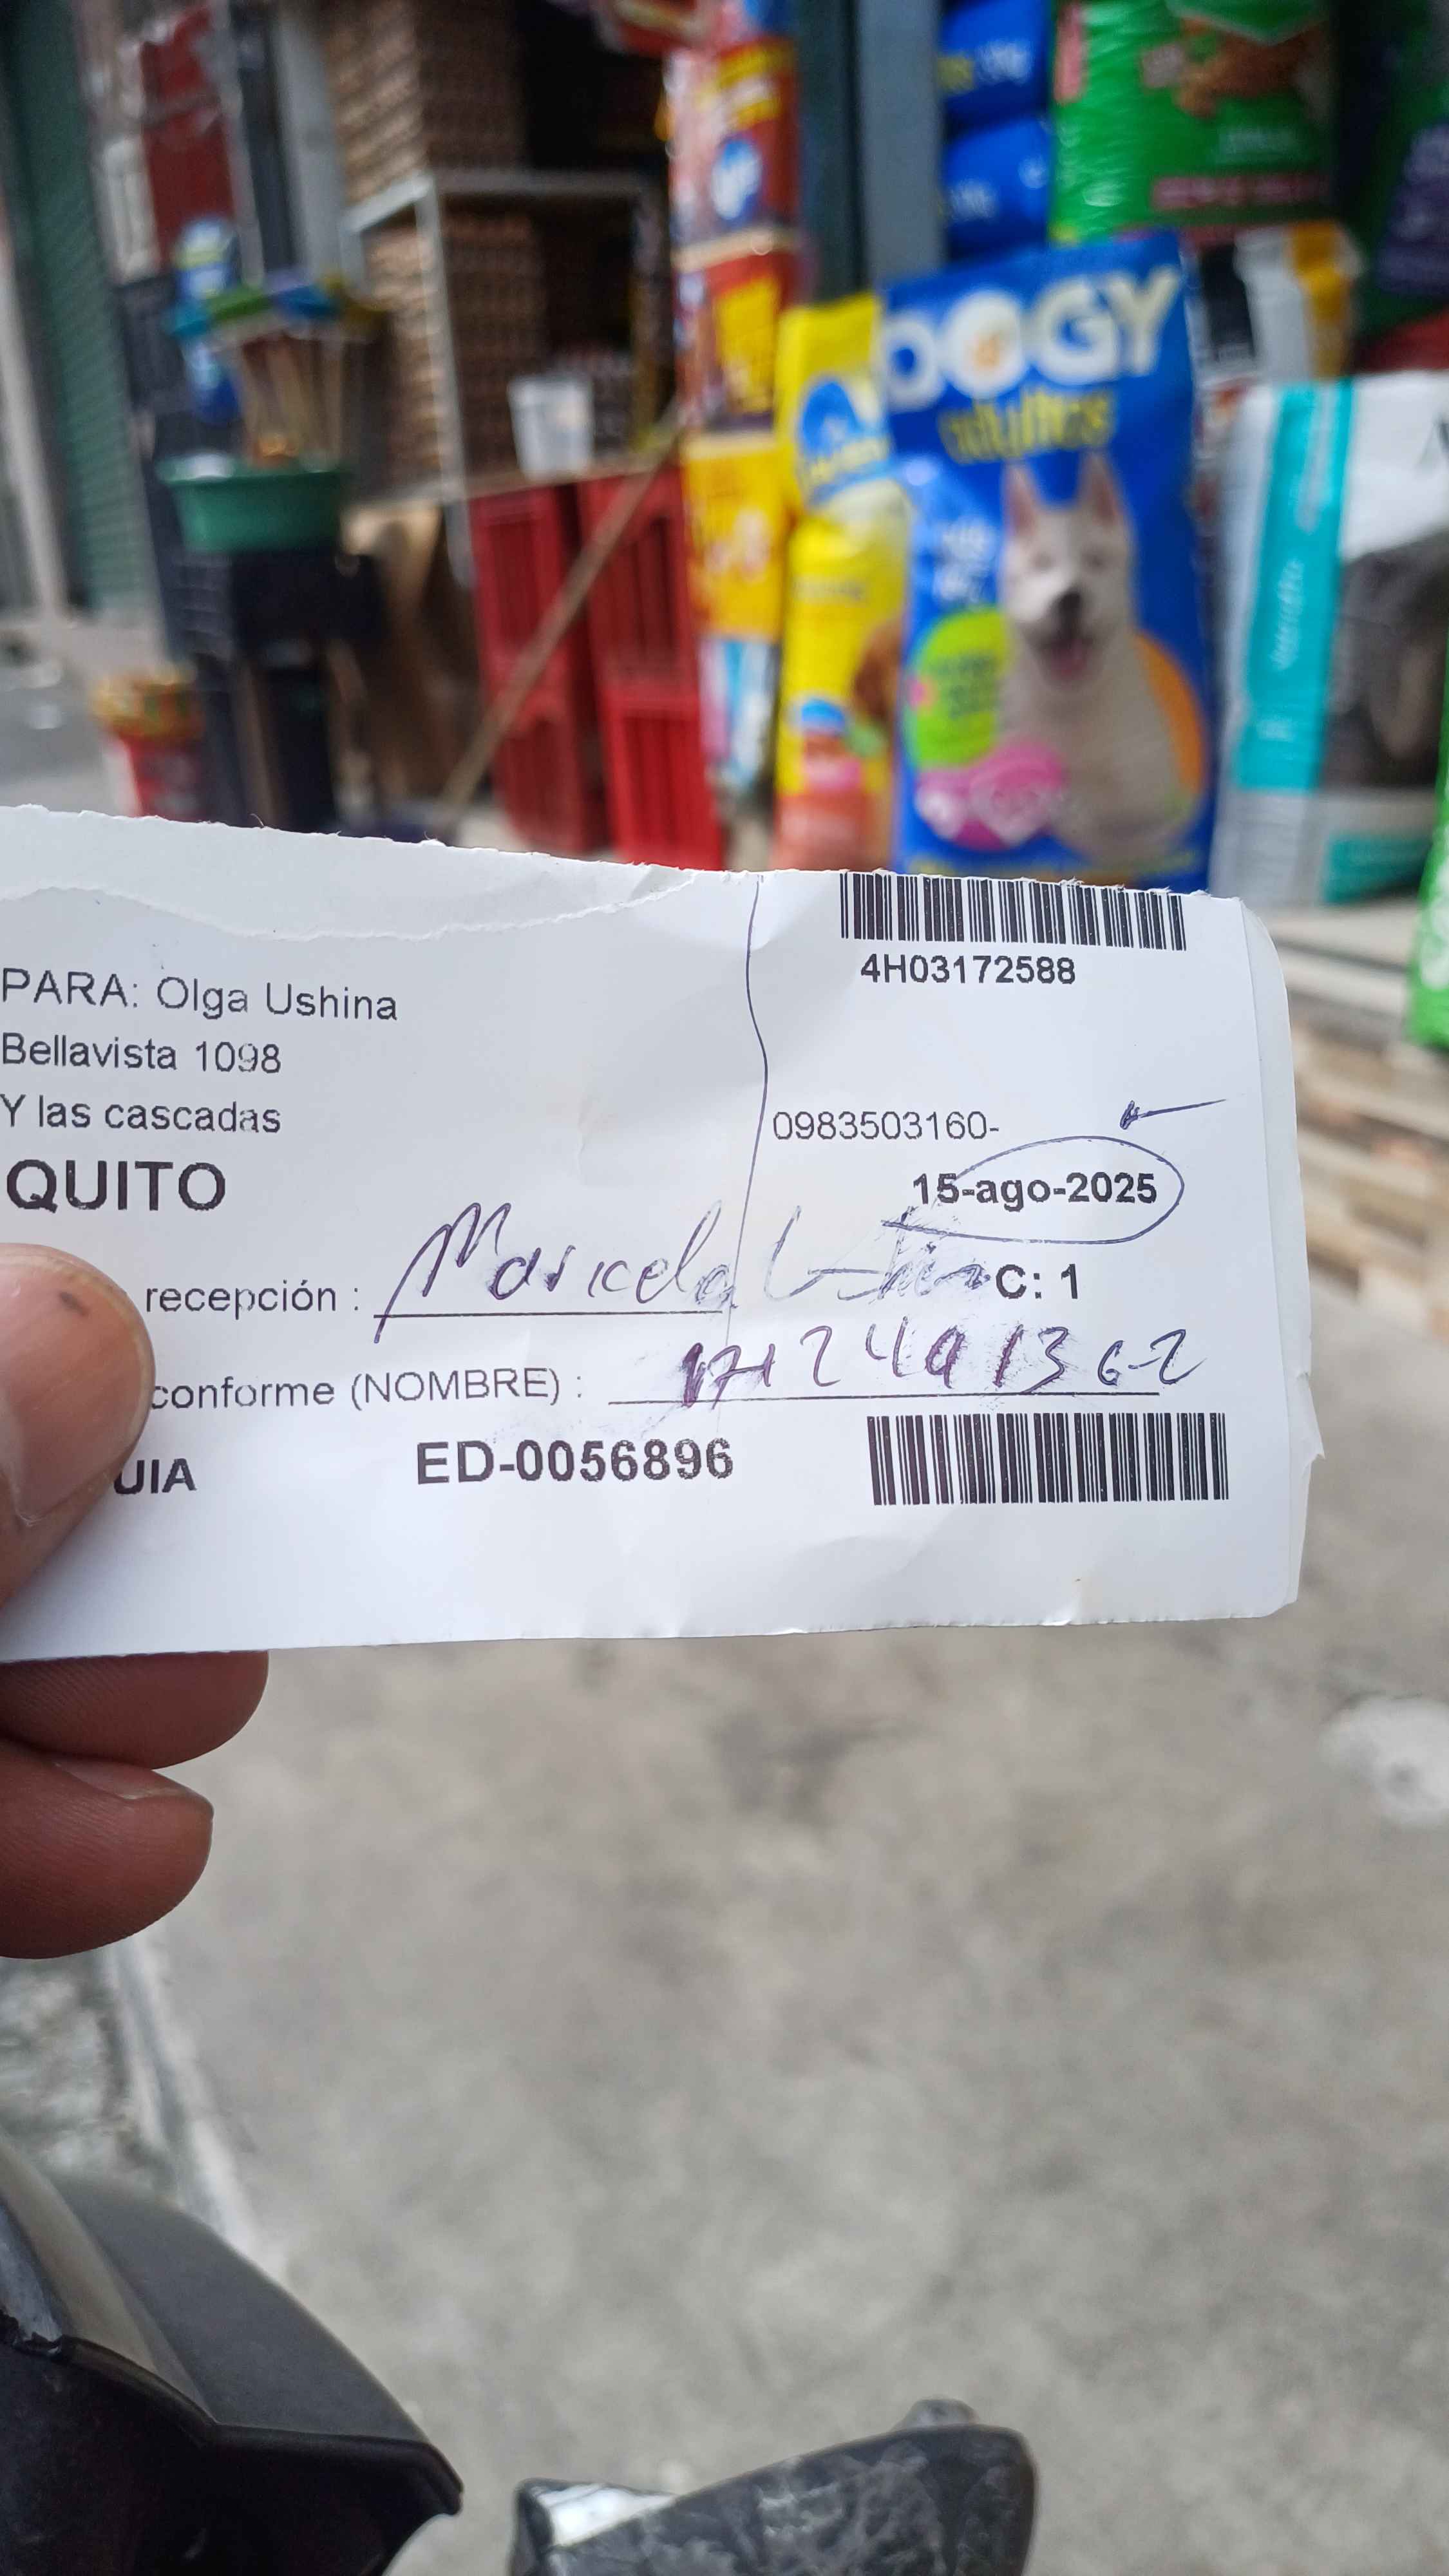 DOGY
adultos
4H03172588
PARA: Olga Ushina
Bellavista 1098
Y las cascadas
0983503160-
QUITO
15-ago-2025
recepción : Maricela
C: 1
conforme (NOMBRE) :
UIA
ED-0056896